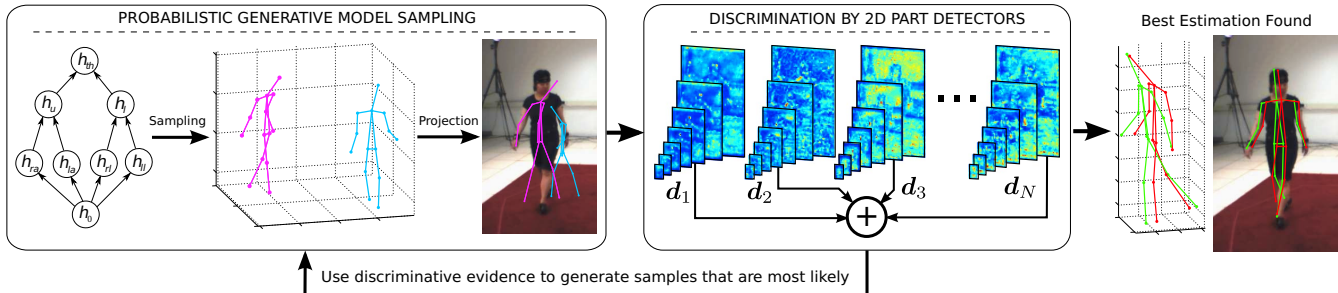 PROBABILISTIC GENERATIVE MODEL SAMPLING
DISCRIMINATION BY 2D PART DETECTORS
Best Estimation Found
h_th
h_u h_l
h_ra h_la h_rl h_ll
h_0
Sampling
Projection
d_1 d_2 d_3 d_N
+
Use discriminative evidence to generate samples that are most likely